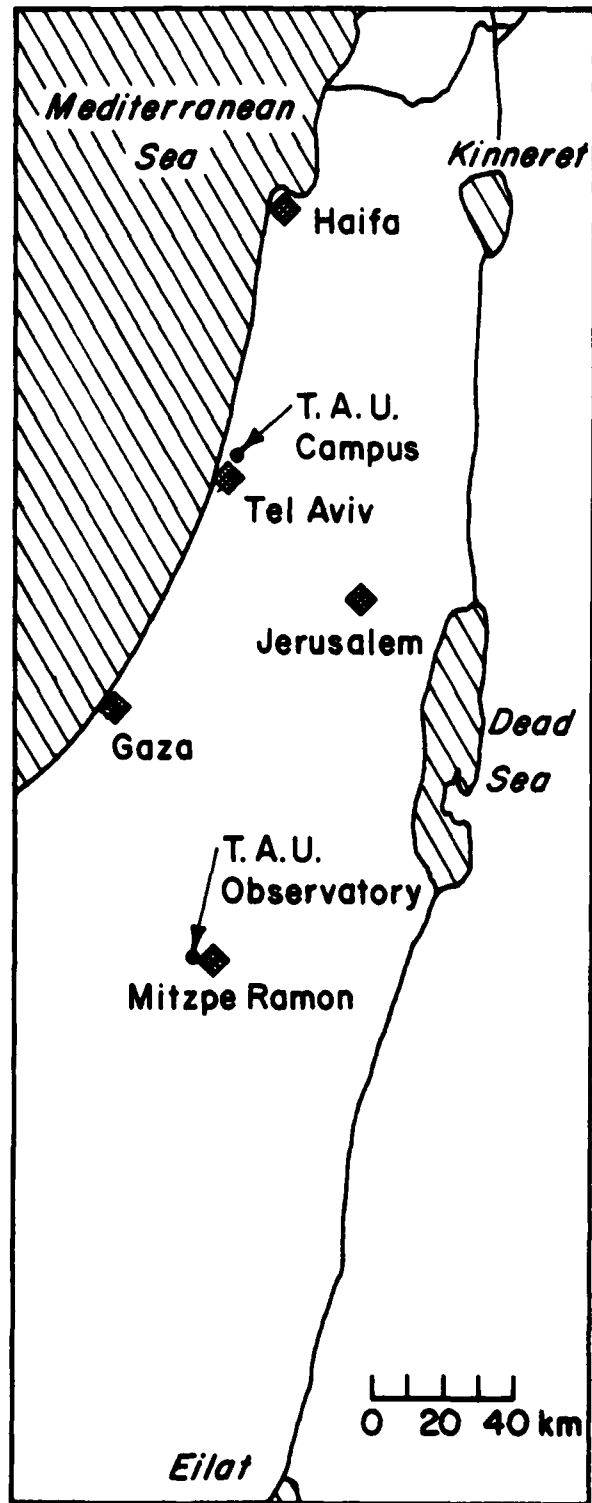 Mediterranean
Sea
Kinneret
Haifa
T. A. U.
Campus
Tel Aviv
Jerusalem
Gaza
Dead
Sea
T. A. U.
Observatory
Mitzpe Ramon
0 20 40 km
Eilat